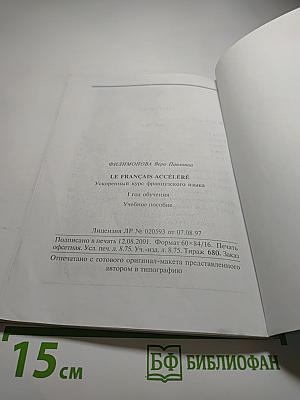 ФИЛИМОНОВА Вера Павловна
LE FRANÇAIS ACCÉLÉRÉ
Ускоренный курс французского языка
I год обучения
Учебное пособие
Лицензия ЛР № 020593 от 07.08.97
Подписано в печать 12.08.2001. Формат 60×84/16. Печать
офсетная. Усл. печ. л. 8.75. Уч.-изд. л. 8.75. Тираж 680. Заказ
Отпечатано с готового оригинал-макета представленного
автором в типографию
15 см
БФ БИБЛИОФАН